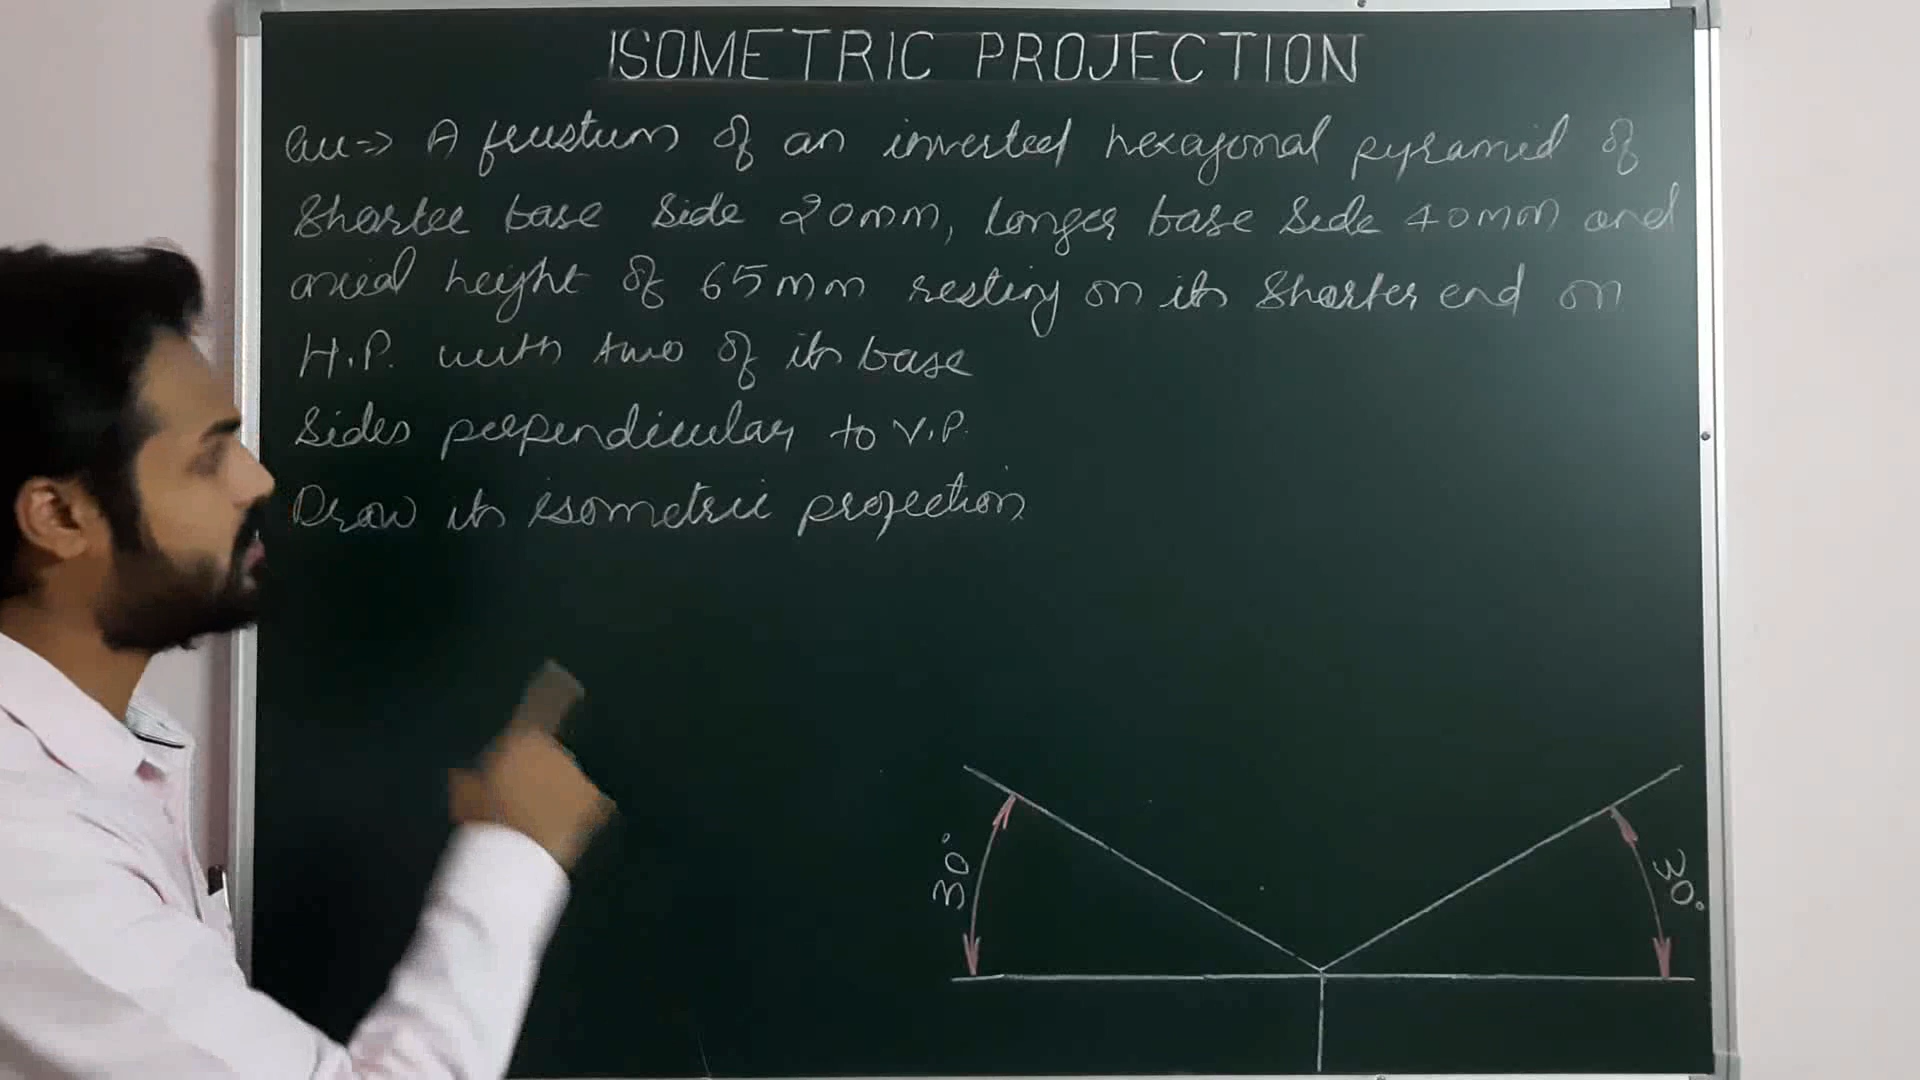 ISOMETRIC PROJECTION
Qu=> A frustum of an inverted hexagonal pyramid of
Shorter base side 20mm, longer base side 40mm and
axial height of 65mm resting on its Shorter end on
H.P. with two of its base
Sides perpendicular to V.P.
Draw its isometric projection.
30°
30°